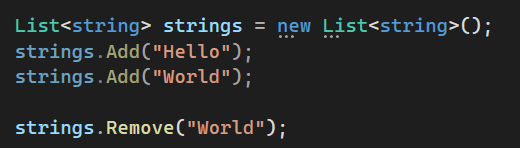 List<string> strings = new List<string>();
strings.Add("Hello");
strings.Add("World");
strings.Remove("World");